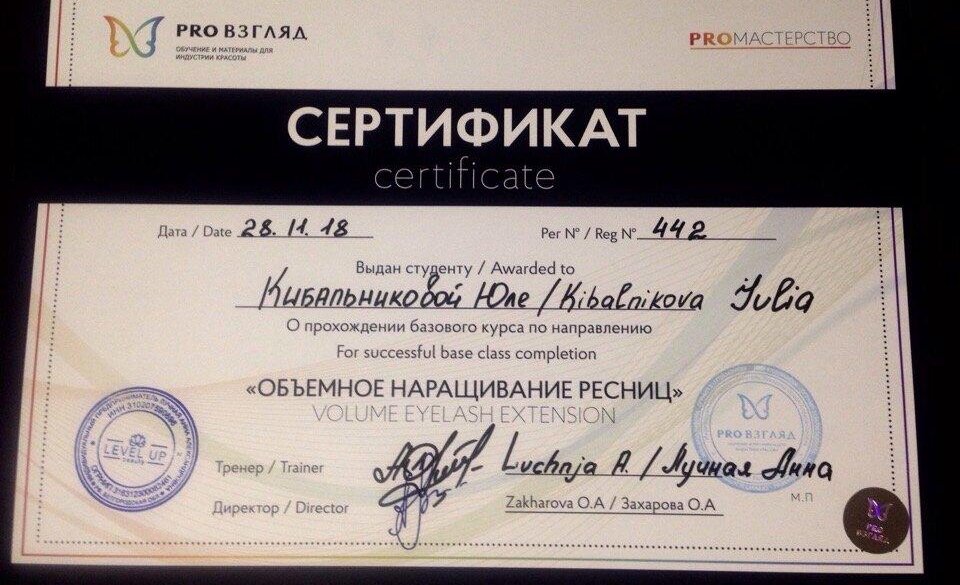 PRO ВЗГЛЯД
ОБУЧЕНИЕ И МАТЕРИАЛЫ ДЛЯ
ИНДУСТРИИ КРАСОТЫ
PROМАСТЕРСТВО
СЕРТИФИКАТ
certificate
Дата / Date 28.11.18
Рег № / Reg № 442
Выдан студенту / Awarded to
Кибальниковой Юле / Kibalnikova Julia
О прохождении базового курса по направлению
For successful base class completion
«ОБЪЕМНОЕ НАРАЩИВАНИЕ РЕСНИЦ»
VOLUME EYELASH EXTENSION
LEVEL UP
PRO ВЗГЛЯД
Тренер / Trainer Luchnja A. / Лучная Анна
Директор / Director Zakharova O.A / Захарова О.А
М.П
PRO
ВЗГЛЯД